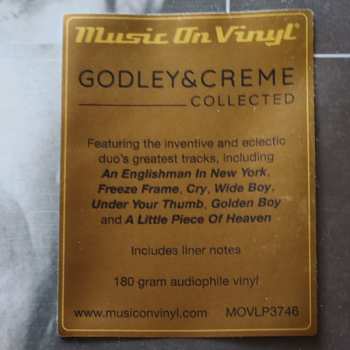 Music On Vinyl
GODLEY&CREME
COLLECTED
Featuring the inventive and eclectic
duo's greatest tracks, including
An Englishman In New York,
Freeze Frame, Cry, Wide Boy,
Under Your Thumb, Golden Boy
and A Little Piece Of Heaven
Includes liner notes
180 gram audiophile vinyl
www.musiconvinyl.com MOVLP3746